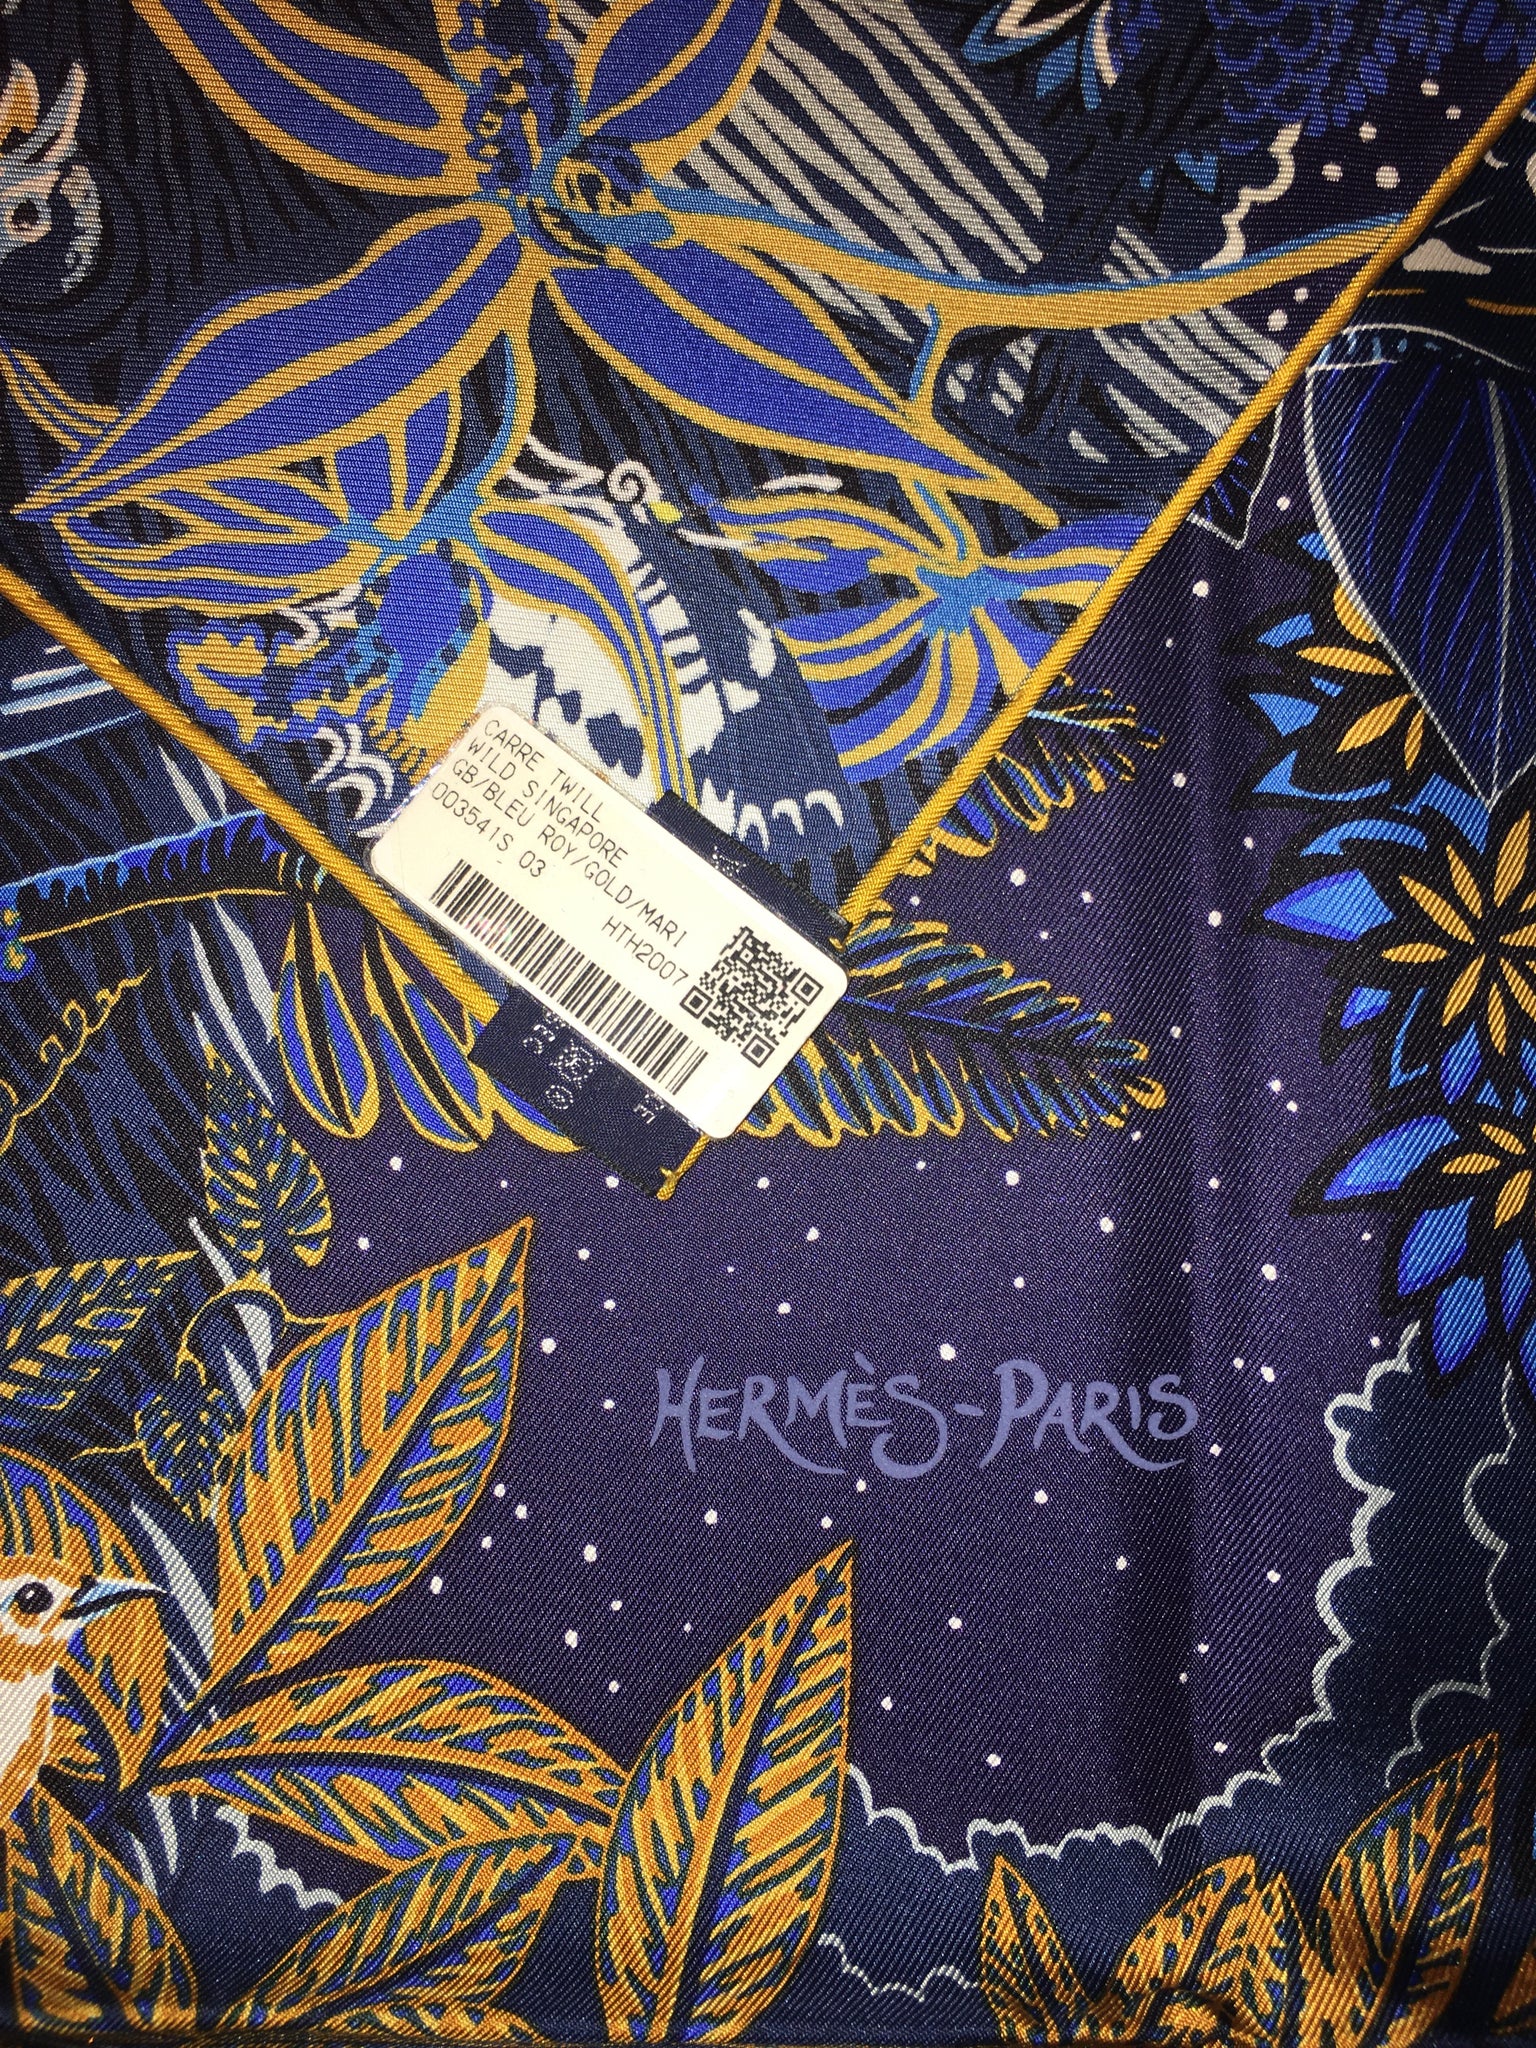 CARRE TWILL
WILD SINGAPORE
GB/BLEU ROY/GOLD/MARI
003541S 03
HTH2007
HERMÈS-PARIS